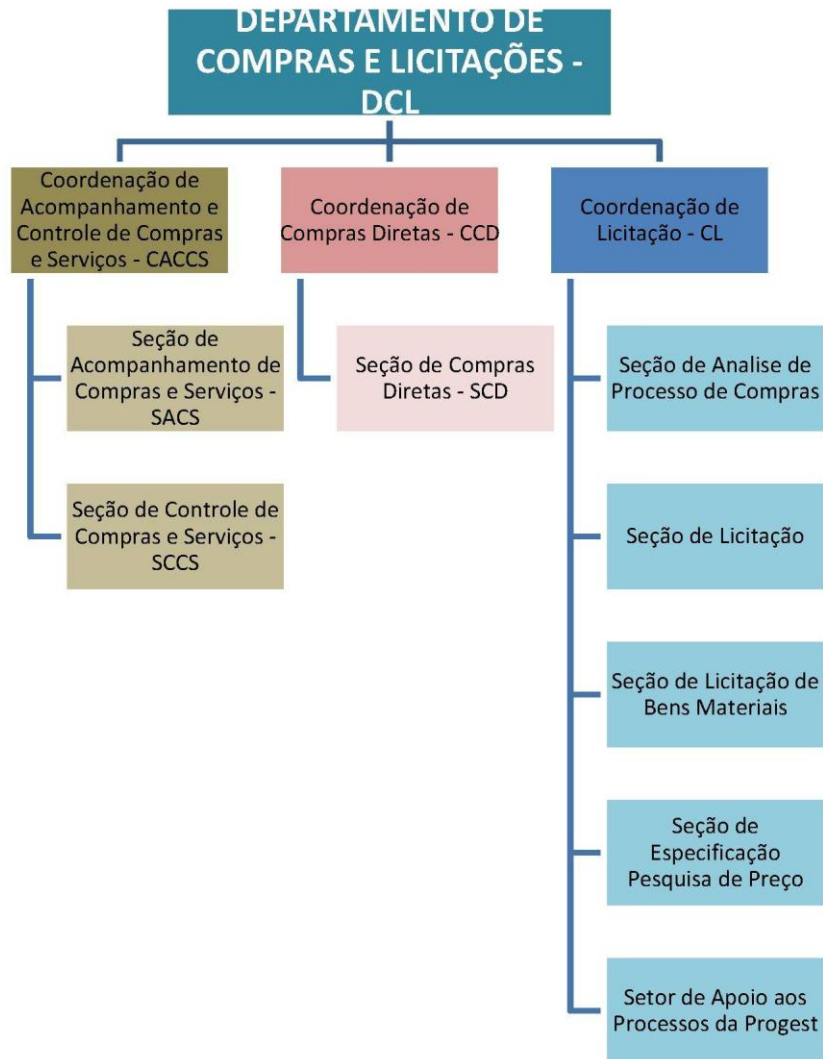 DEPARTAMENTO DE
COMPRAS E LICITAÇÕES -
DCL
Coordenação de
Acompanhamento e
Controle de Compras
e Serviços - CACCS
Coordenação de
Compras Diretas - CCD
Coordenação de
Licitação - CL
Seção de
Acompanhamento de
Compras e Serviços -
SACS
Seção de Compras
Diretas - SCD
Seção de Analise de
Processo de Compras
Seção de Controle de
Compras e Serviços -
SCCS
Seção de Licitação
Seção de Licitação de
Bens Materiais
Seção de
Especificação
Pesquisa de Preço
Setor de Apoio aos
Processos da Progest